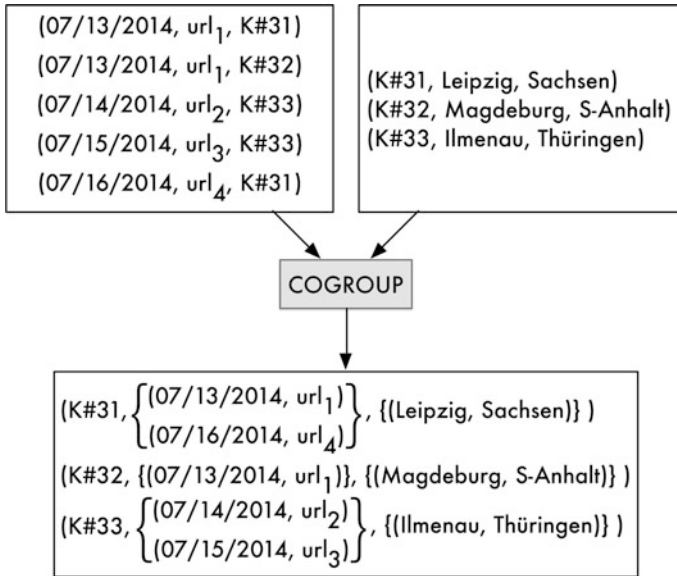 (07/13/2014, url₁, K#31)
(07/13/2014, url₁, K#32)
(07/14/2014, url₂, K#33)
(07/15/2014, url₃, K#33)
(07/16/2014, url₄, K#31)
(K#31, Leipzig, Sachsen)
(K#32, Magdeburg, S-Anhalt)
(K#33, Ilmenau, Thüringen)
COGROUP
(K#31, {(07/13/2014, url₁)
(07/16/2014, url₄)}, {(Leipzig, Sachsen)} )
(K#32, {(07/13/2014, url₁)}, {(Magdeburg, S-Anhalt)} )
(K#33, {(07/14/2014, url₂)
(07/15/2014, url₃)}, {(Ilmenau, Thüringen)} )